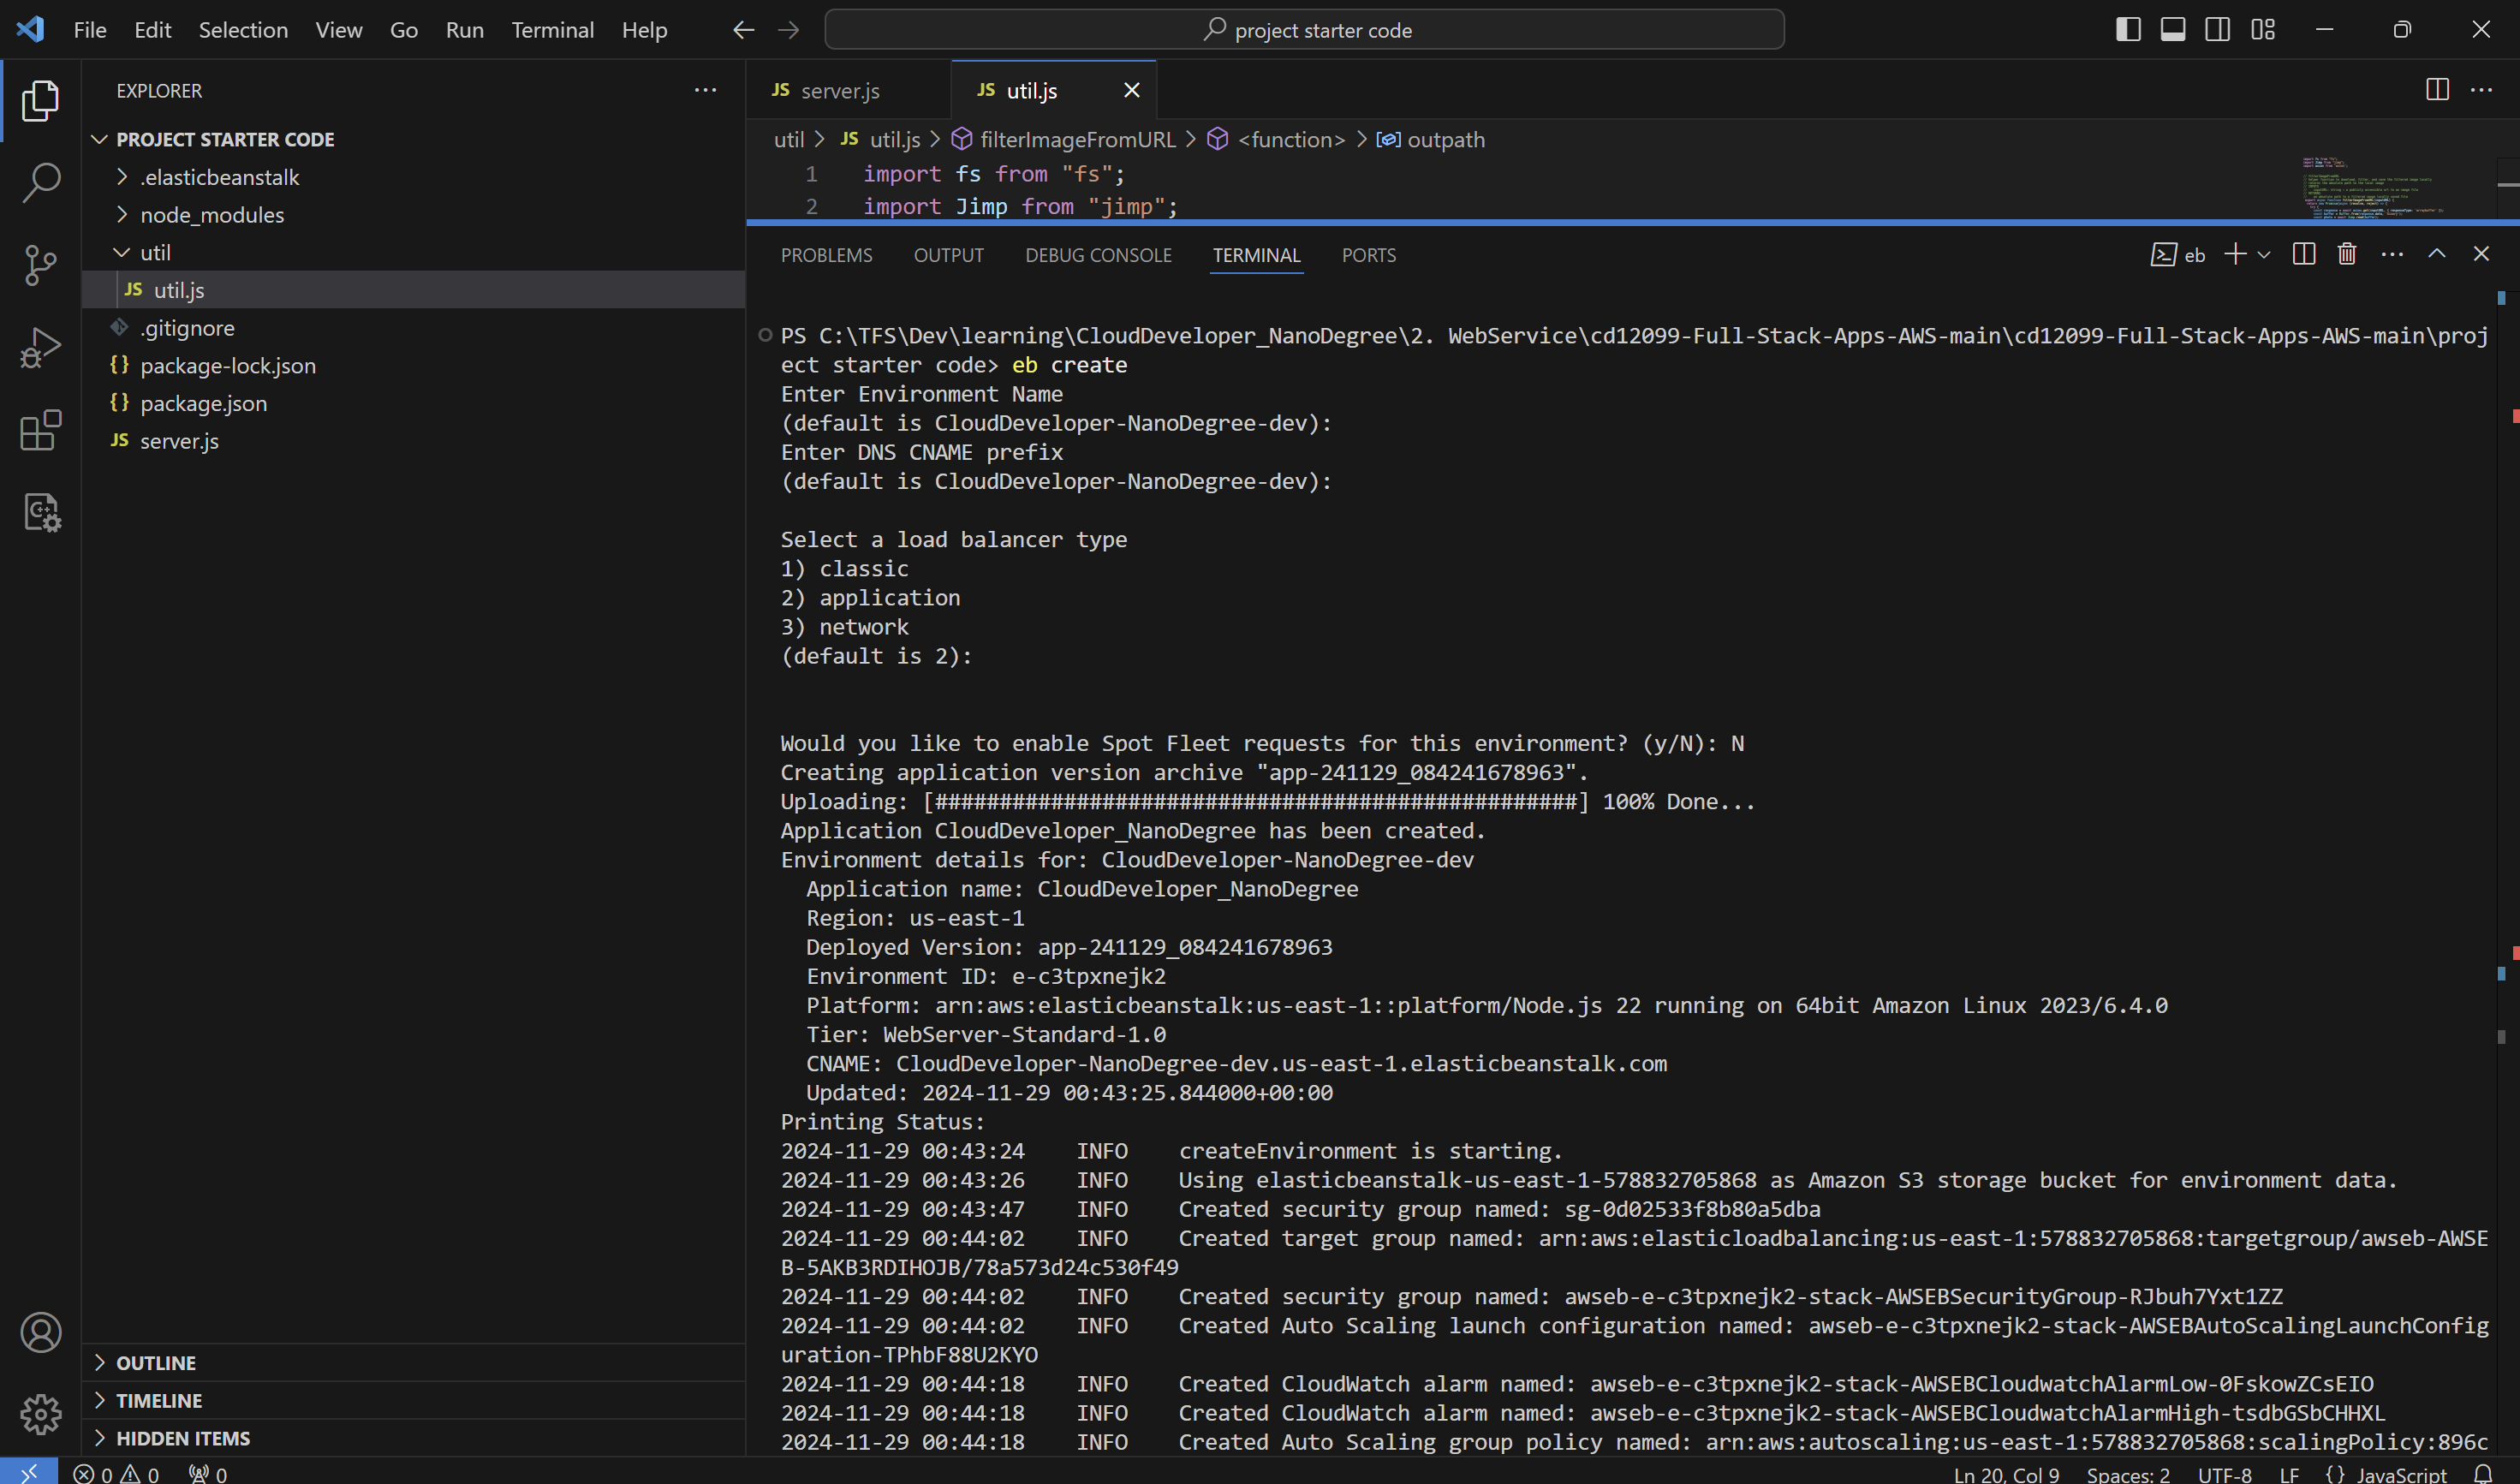 File Edit Selection View Go Run Terminal Help
project starter code
EXPLORER
PROJECT STARTER CODE
.elasticbeanstalk
node_modules
util
JS util.js
.gitignore
{} package-lock.json
{} package.json
JS server.js
OUTLINE
TIMELINE
HIDDEN ITEMS
JS server.js
JS util.js
util > JS util.js > filterImageFromURL > <function> > outpath
1 import fs from "fs";
2 import Jimp from "jimp";
PROBLEMS OUTPUT DEBUG CONSOLE TERMINAL PORTS
eb
PS C:\TFS\Dev\learning\CloudDeveloper_NanoDegree\2. WebService\cd12099-Full-Stack-Apps-AWS-main\cd12099-Full-Stack-Apps-AWS-main\proj
ect starter code> eb create
Enter Environment Name
(default is CloudDeveloper-NanoDegree-dev):
Enter DNS CNAME prefix
(default is CloudDeveloper-NanoDegree-dev):
Select a load balancer type
1) classic
2) application
3) network
(default is 2):
Would you like to enable Spot Fleet requests for this environment? (y/N): N
Creating application version archive "app-241129_084241678963".
Uploading: [##################################################] 100% Done...
Application CloudDeveloper_NanoDegree has been created.
Environment details for: CloudDeveloper-NanoDegree-dev
Application name: CloudDeveloper_NanoDegree
Region: us-east-1
Deployed Version: app-241129_084241678963
Environment ID: e-c3tpxnejk2
Platform: arn:aws:elasticbeanstalk:us-east-1::platform/Node.js 22 running on 64bit Amazon Linux 2023/6.4.0
Tier: WebServer-Standard-1.0
CNAME: CloudDeveloper-NanoDegree-dev.us-east-1.elasticbeanstalk.com
Updated: 2024-11-29 00:43:25.844000+00:00
Printing Status:
2024-11-29 00:43:24 INFO createEnvironment is starting.
2024-11-29 00:43:26 INFO Using elasticbeanstalk-us-east-1-578832705868 as Amazon S3 storage bucket for environment data.
2024-11-29 00:43:47 INFO Created security group named: sg-0d02533f8b80a5dba
2024-11-29 00:44:02 INFO Created target group named: arn:aws:elasticloadbalancing:us-east-1:578832705868:targetgroup/awseb-AWSE
B-5AKB3RDIHOJB/78a573d24c530f49
2024-11-29 00:44:02 INFO Created security group named: awseb-e-c3tpxnejk2-stack-AWSEBSecurityGroup-RJbuh7Yxt1ZZ
2024-11-29 00:44:02 INFO Created Auto Scaling launch configuration named: awseb-e-c3tpxnejk2-stack-AWSEBAutoScalingLaunchConfig
uration-TPhbF88U2KYO
2024-11-29 00:44:18 INFO Created CloudWatch alarm named: awseb-e-c3tpxnejk2-stack-AWSEBCloudwatchAlarmLow-0FskowZCsEIO
2024-11-29 00:44:18 INFO Created CloudWatch alarm named: awseb-e-c3tpxnejk2-stack-AWSEBCloudwatchAlarmHigh-tsdbGSbCHHXL
2024-11-29 00:44:18 INFO Created Auto Scaling group policy named: arn:aws:autoscaling:us-east-1:578832705868:scalingPolicy:896c
0 0 0
Ln 20, Col 9 Spaces: 2 UTF-8 LF {} JavaScript